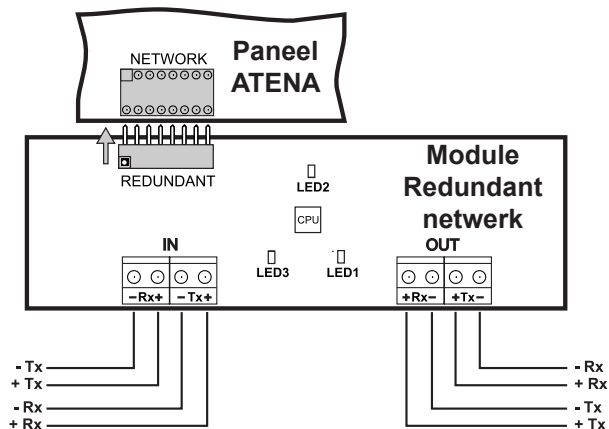 NETWORK
Paneel
ATENA
REDUNDANT
LED2
Module
Redundant
netwerk
CPU
IN
LED3
LED1
OUT
-Rx+ -Tx+
+Rx- +Tx-
- Tx
+ Tx
- Rx
+ Rx
- Rx
+ Rx
- Tx
+ Tx